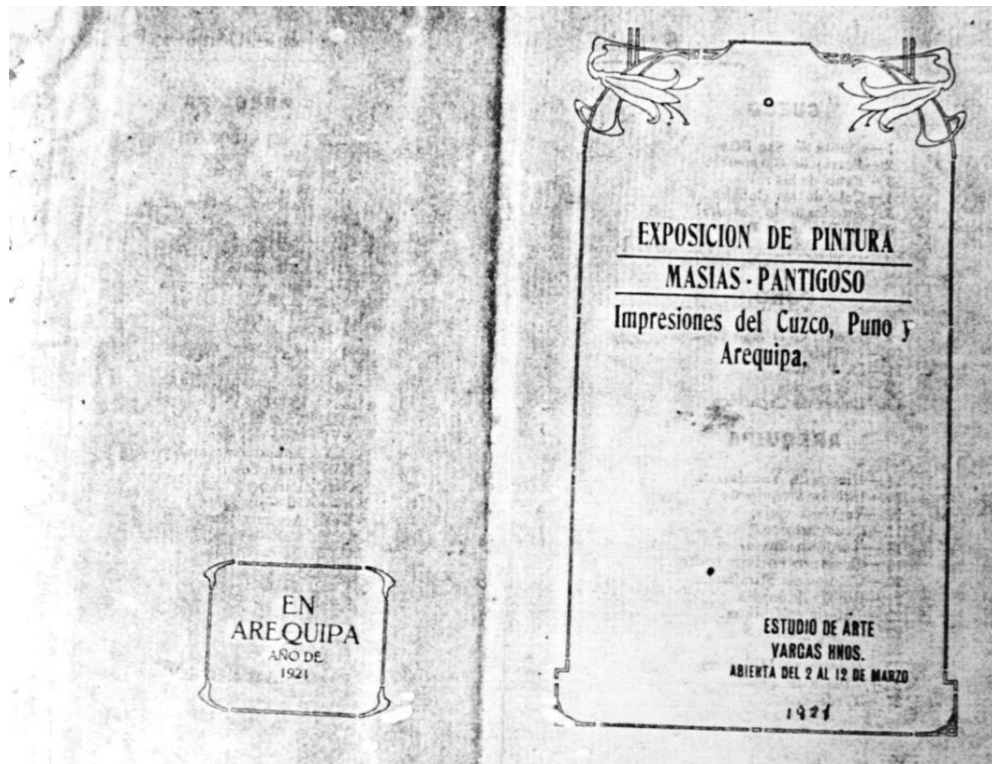 EN
AREQUIPA
AÑO DE
1921
EXPOSICION DE PINTURA
MASIAS - PANTIGOSO
Impresiones del Cuzco, Puno y
Arequipa.
ESTUDIO DE ARTE
VARGAS HNOS.
ABIERTA DEL 2 AL 12 DE MARZO
1921